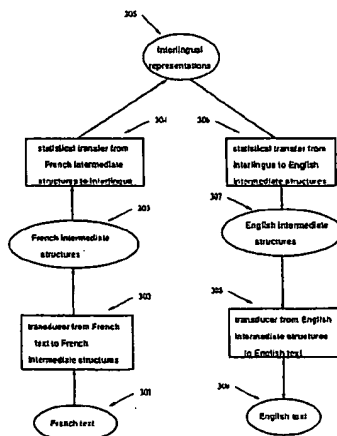 305
Interlingual
representations
304
306
statistical transfer from
French intermediate
structures to interlingua
statistical transfer from
interlingua to English
intermediate structures
303
307
French intermediate
structures
English intermediate
structures
302
308
transducer from French
text to French
intermediate structures
transducer from English
intermediate structures
to English text
301
French text
English text